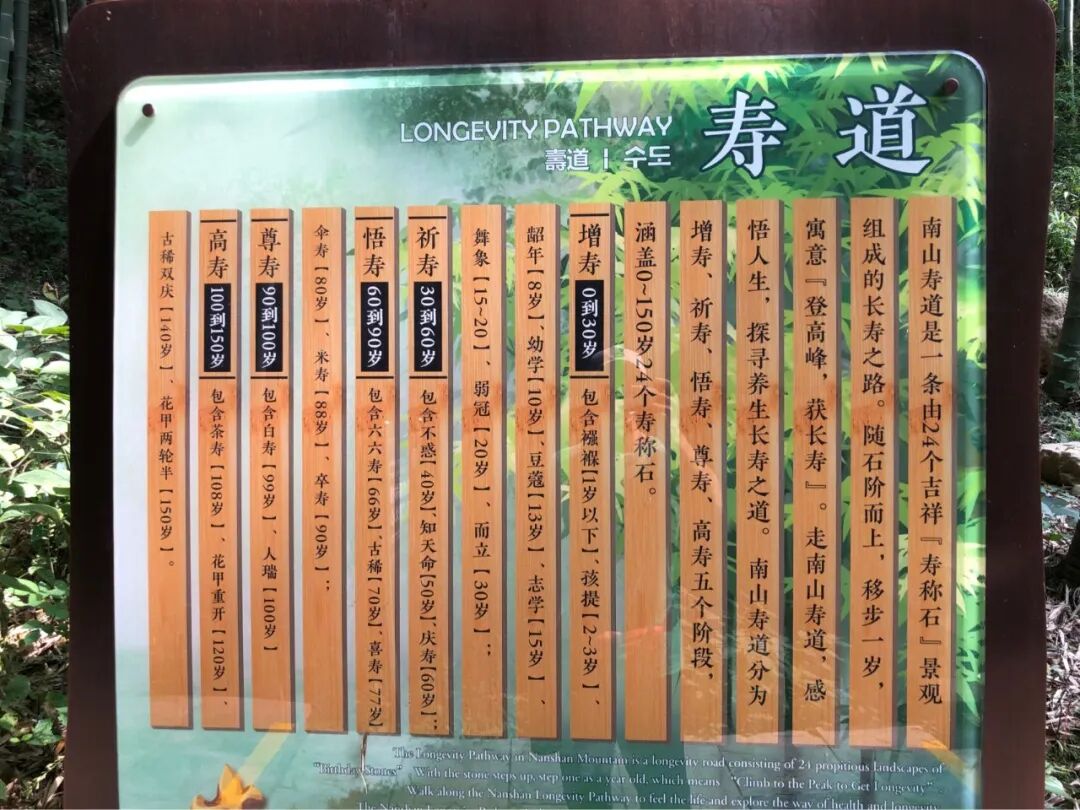 寿道
LONGEVITY PATHWAY
壽道 | 수도
南山寿道是一条由24个吉祥『寿称石』景观
组成的长寿之路。随石阶而上，移步一岁，
寓意『登高峰，获长寿』。走南山寿道，感
悟人生，探寻养生长寿之道。南山寿道分为
增寿、祈寿、悟寿、尊寿、高寿五个阶段，
涵盖0~150岁24个寿称石。
增寿 0到30岁 包含襁褓【1岁以下】、孩提【2~3岁】、
龆年【8岁】、幼学【10岁】、豆蔻【13岁】、志学【15岁】、
舞象【15~20】、弱冠【20岁】、而立【30岁】；
祈寿 30到60岁 包含不惑【40岁】、知天命【50岁】、庆寿【60岁】；
悟寿 60到90岁 包含六六寿【66岁】、古稀【70岁】、喜寿【77岁】
伞寿【80岁】、米寿【88岁】、卒寿【90岁】；
尊寿 90到100岁 包含白寿【99岁】、人瑞【100岁】
高寿 100到150岁 包含茶寿【108岁】、花甲重开【120岁】、
古稀双庆【140岁】、花甲两轮半【150岁】。
The Longevity Pathway in Nanshan Mountain is a longevity road consisting of 24 propitious landscapes of
"Birthday Stones". With the stone steps up, step one as a year old, which means "Climb to the Peak to Get Longevity".
Walk along the Nanshan Longevity Pathway to feel the life and explore the way of health and longevity